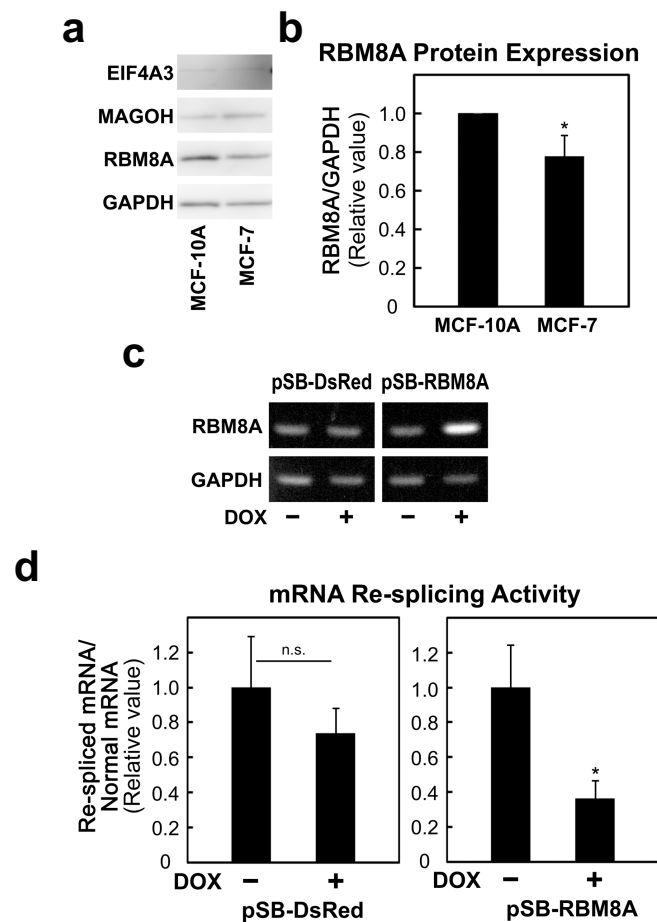 a
EIF4A3
MAGOH
RBM8A
GAPDH
MCF-10A
MCF-7
b
RBM8A Protein Expression
RBM8A/GAPDH
(Relative value)
1.0
0.8
0.6
0.4
0.2
0
*
MCF-10A
MCF-7
c
pSB-DsRed
pSB-RBM8A
RBM8A
GAPDH
DOX − + − +
d
mRNA Re-splicing Activity
Re-spliced mRNA/
Normal mRNA
(Relative value)
1.2
1.0
0.8
0.6
0.4
0.2
0
n.s.
DOX − +
pSB-DsRed
1.2
1.0
0.8
0.6
0.4
0.2
0
*
DOX − +
pSB-RBM8A